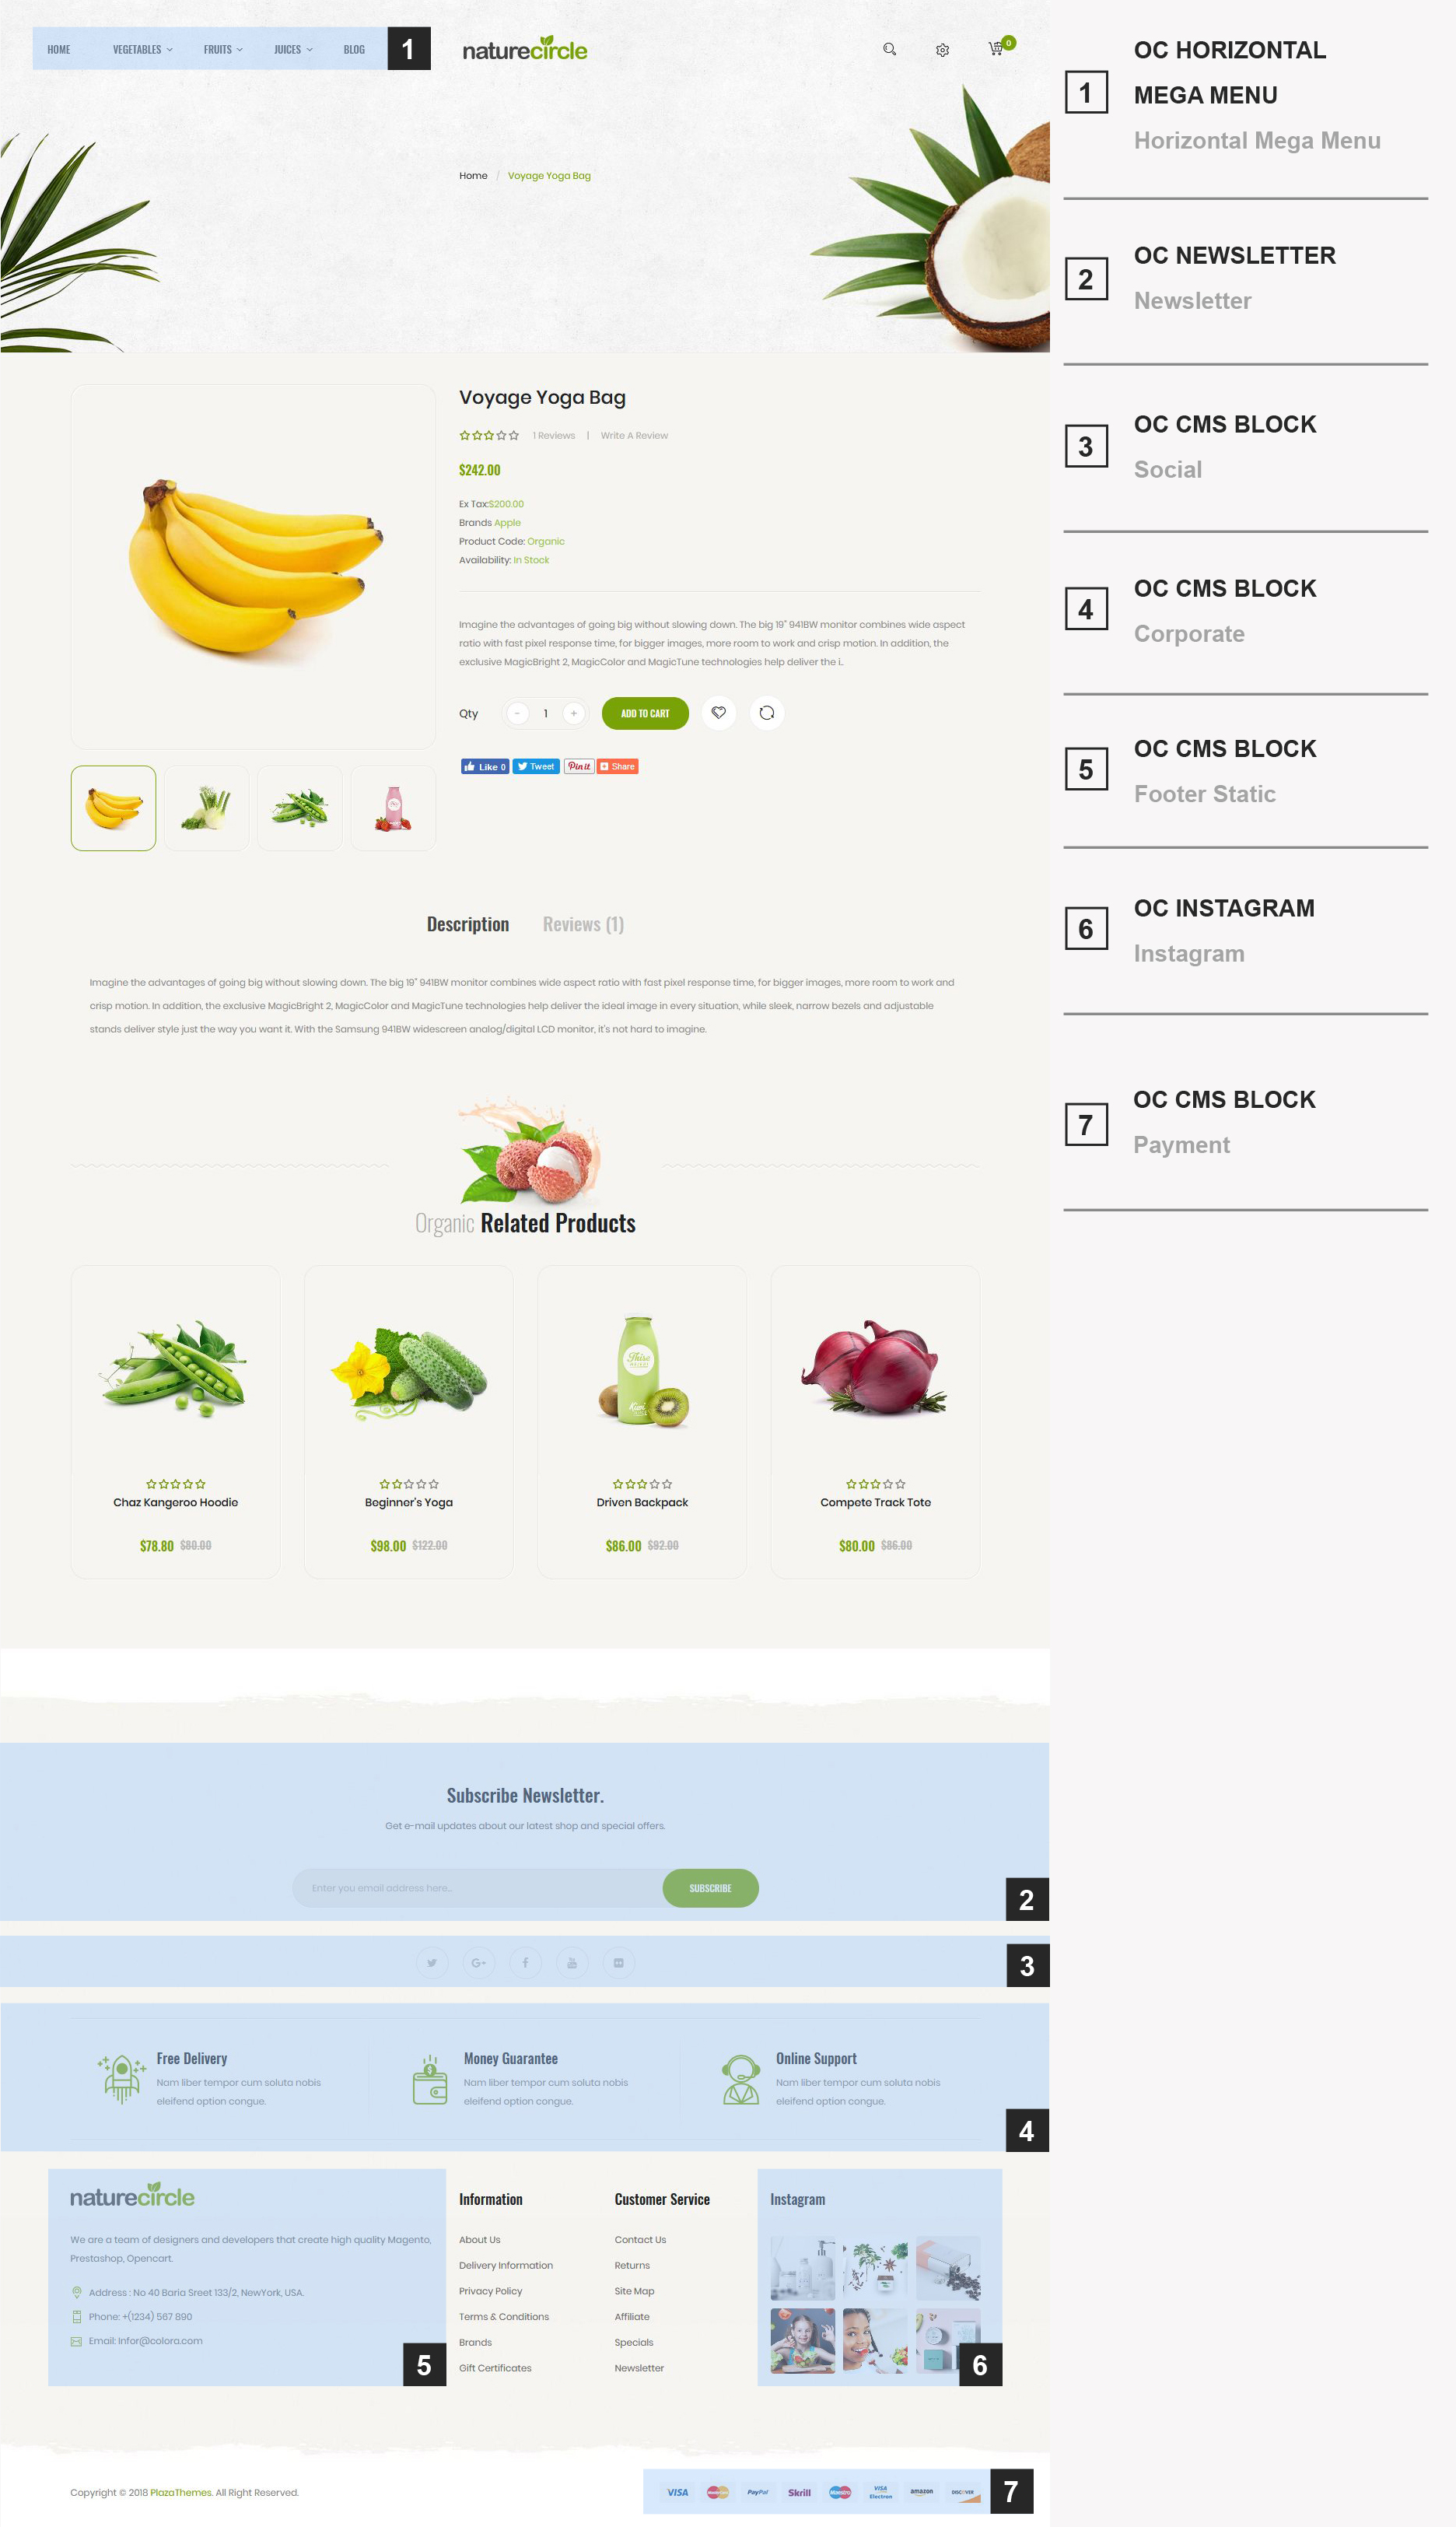 HOME VEGETABLES FRUITS JUICES BLOG 1 naturecircle 0
Home / Voyage Yoga Bag
Voyage Yoga Bag
1 Reviews | Write A Review
$242.00
Ex Tax:$200.00
Brands Apple
Product Code: Organic
Availability: In Stock
Imagine the advantages of going big without slowing down. The big 19" 941BW monitor combines wide aspect
ratio with fast pixel response time, for bigger images, more room to work and crisp motion. In addition, the
exclusive MagicBright 2, MagicColor and MagicTune technologies help deliver the i..
Qty - 1 + ADD TO CART
Like 0 Tweet Pinit Share
Description Reviews (1)
Imagine the advantages of going big without slowing down. The big 19" 941BW monitor combines wide aspect ratio with fast pixel response time, for bigger images, more room to work and
crisp motion. In addition, the exclusive MagicBright 2, MagicColor and MagicTune technologies help deliver the ideal image in every situation, while sleek, narrow bezels and adjustable
stands deliver style just the way you want it. With the Samsung 941BW widescreen analog/digital LCD monitor, it's not hard to imagine.
Organic Related Products
Thise
Kiwi
Chaz Kangeroo Hoodie Beginner's Yoga Driven Backpack Compete Track Tote
$78.80 $80.00 $98.00 $122.00 $86.00 $92.00 $80.00 $86.00
Subscribe Newsletter.
Get e-mail updates about our latest shop and special offers.
Enter you email address here... SUBSCRIBE
2
3
Free Delivery
Nam liber tempor cum soluta nobis
eleifend option congue.
Money Guarantee
Nam liber tempor cum soluta nobis
eleifend option congue.
Online Support
Nam liber tempor cum soluta nobis
eleifend option congue.
4
naturecircle
We are a team of designers and developers that create high quality Magento,
Prestashop, Opencart.
Address : No 40 Baria Sreet 133/2, NewYork, USA.
Phone: +(1234) 567 890
Email: Infor@colora.com
5
Information
About Us
Delivery Information
Privacy Policy
Terms & Conditions
Brands
Gift Certificates
Customer Service
Contact Us
Returns
Site Map
Affiliate
Specials
Newsletter
Instagram
6
Copyright © 2018 PlazaThemes. All Right Reserved.
VISA MasterCard PayPal Skrill Maestro VISA Electron amazon DISCOVER 7
1
OC HORIZONTAL
MEGA MENU
Horizontal Mega Menu
2
OC NEWSLETTER
Newsletter
3
OC CMS BLOCK
Social
4
OC CMS BLOCK
Corporate
5
OC CMS BLOCK
Footer Static
6
OC INSTAGRAM
Instagram
7
OC CMS BLOCK
Payment